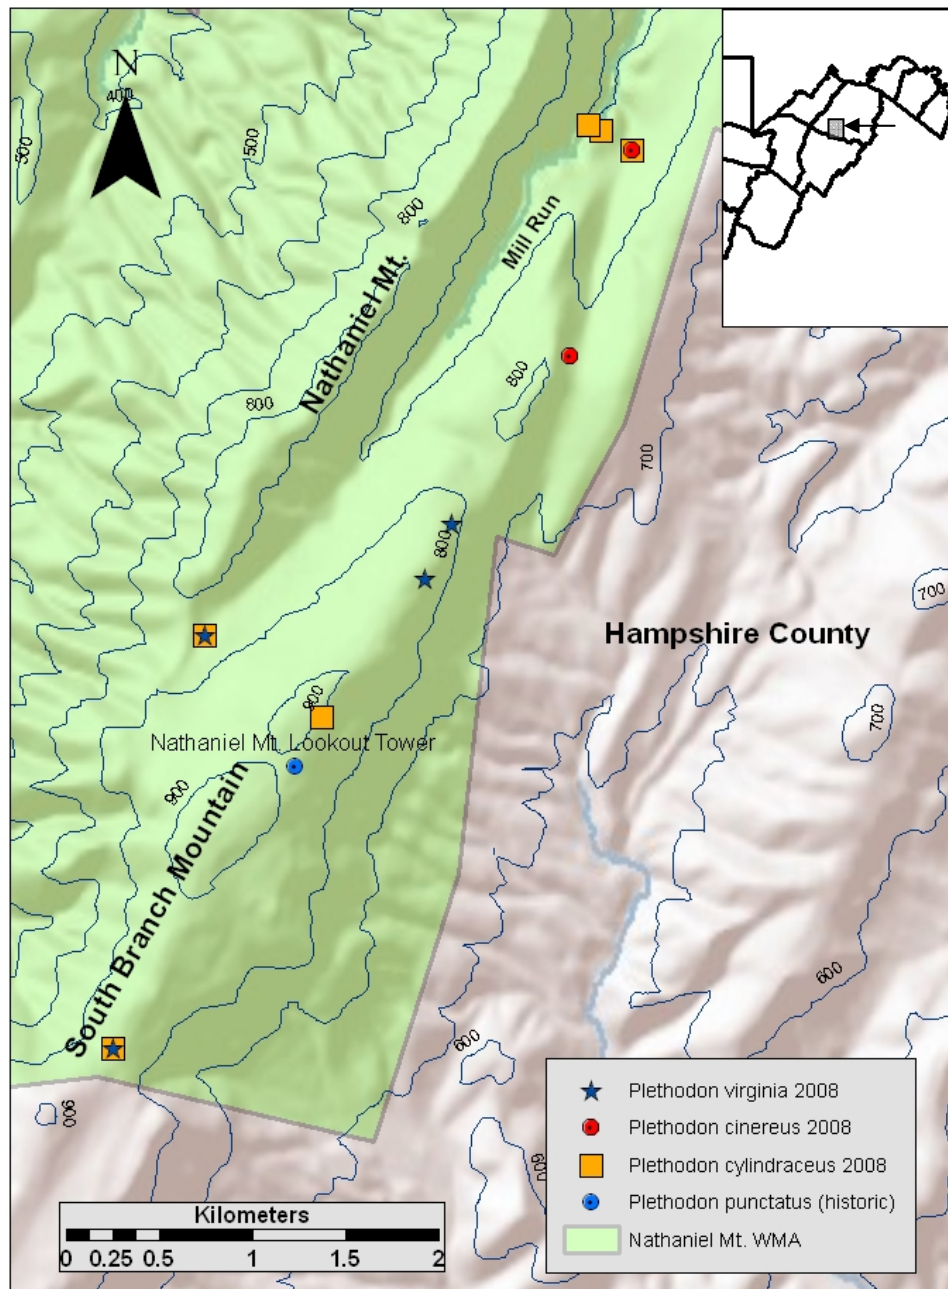 N
400
500
500
800
Mill Run
Nathaniel Mt.
800
800
700
800
700
Hampshire County
900
700
Nathaniel Mt. Lookout Tower
900
South Branch Mountain
600
600
900
600
Plethodon virginia 2008
Plethodon cinereus 2008
Plethodon cylindraceus 2008
Plethodon punctatus (historic)
Nathaniel Mt. WMA
Kilometers
0 0.25 0.5 1 1.5 2